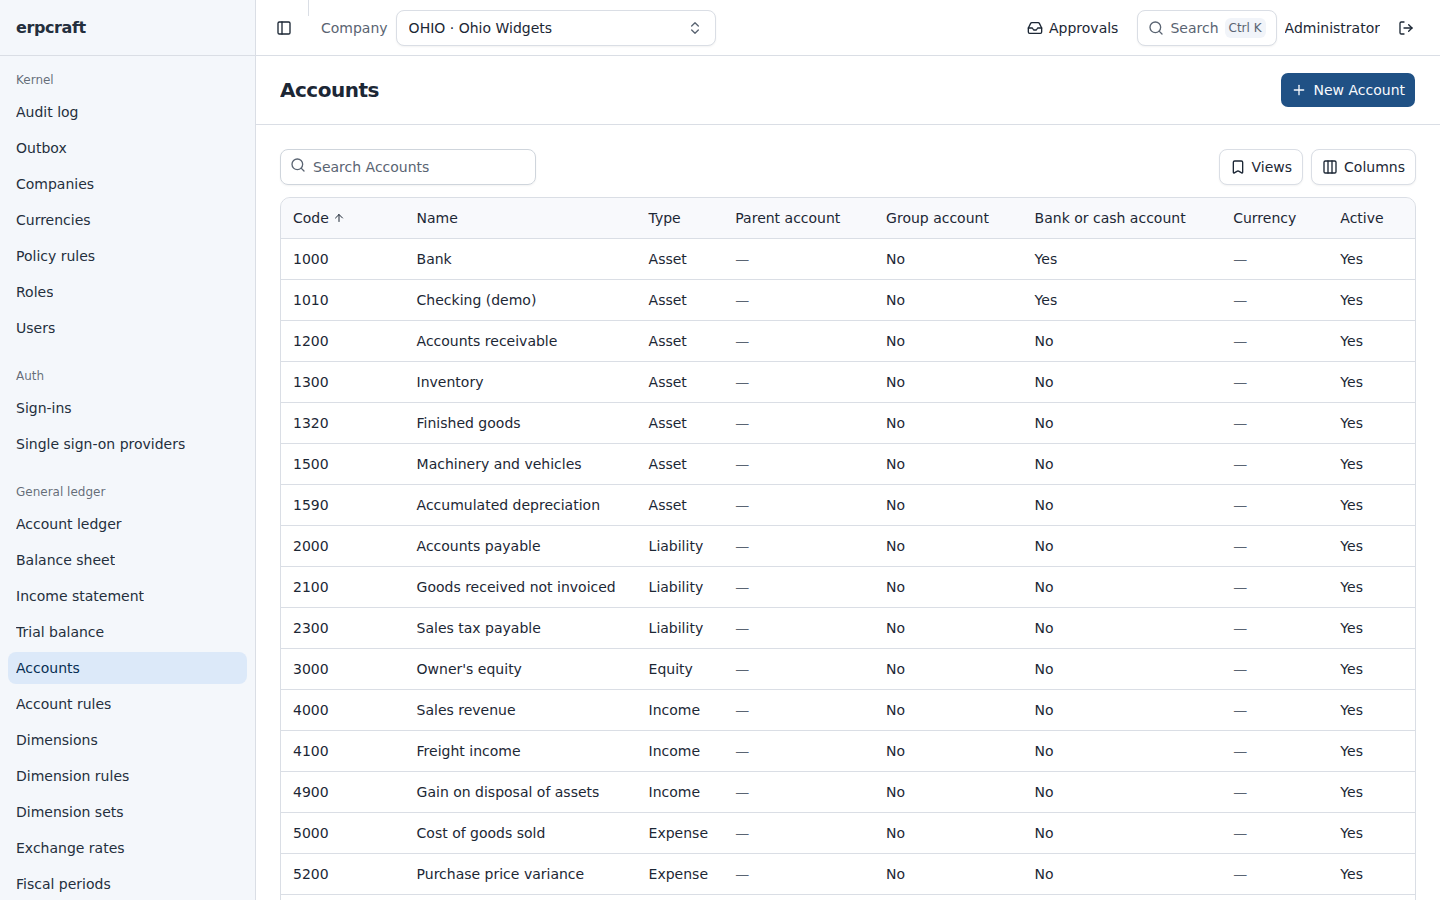 erpcraft
Company
OHIO · Ohio Widgets
Approvals
Search Ctrl K
Administrator
Kernel
Audit log
Outbox
Companies
Currencies
Policy rules
Roles
Users
Auth
Sign-ins
Single sign-on providers
General ledger
Account ledger
Balance sheet
Income statement
Trial balance
Accounts
Account rules
Dimensions
Dimension rules
Dimension sets
Exchange rates
Fiscal periods
Accounts
New Account
Search Accounts
Views
Columns
Code Name Type Parent account Group account Bank or cash account Currency Active
1000 Bank Asset — No Yes — Yes
1010 Checking (demo) Asset — No Yes — Yes
1200 Accounts receivable Asset — No No — Yes
1300 Inventory Asset — No No — Yes
1320 Finished goods Asset — No No — Yes
1500 Machinery and vehicles Asset — No No — Yes
1590 Accumulated depreciation Asset — No No — Yes
2000 Accounts payable Liability — No No — Yes
2100 Goods received not invoiced Liability — No No — Yes
2300 Sales tax payable Liability — No No — Yes
3000 Owner's equity Equity — No No — Yes
4000 Sales revenue Income — No No — Yes
4100 Freight income Income — No No — Yes
4900 Gain on disposal of assets Income — No No — Yes
5000 Cost of goods sold Expense — No No — Yes
5200 Purchase price variance Expense — No No — Yes